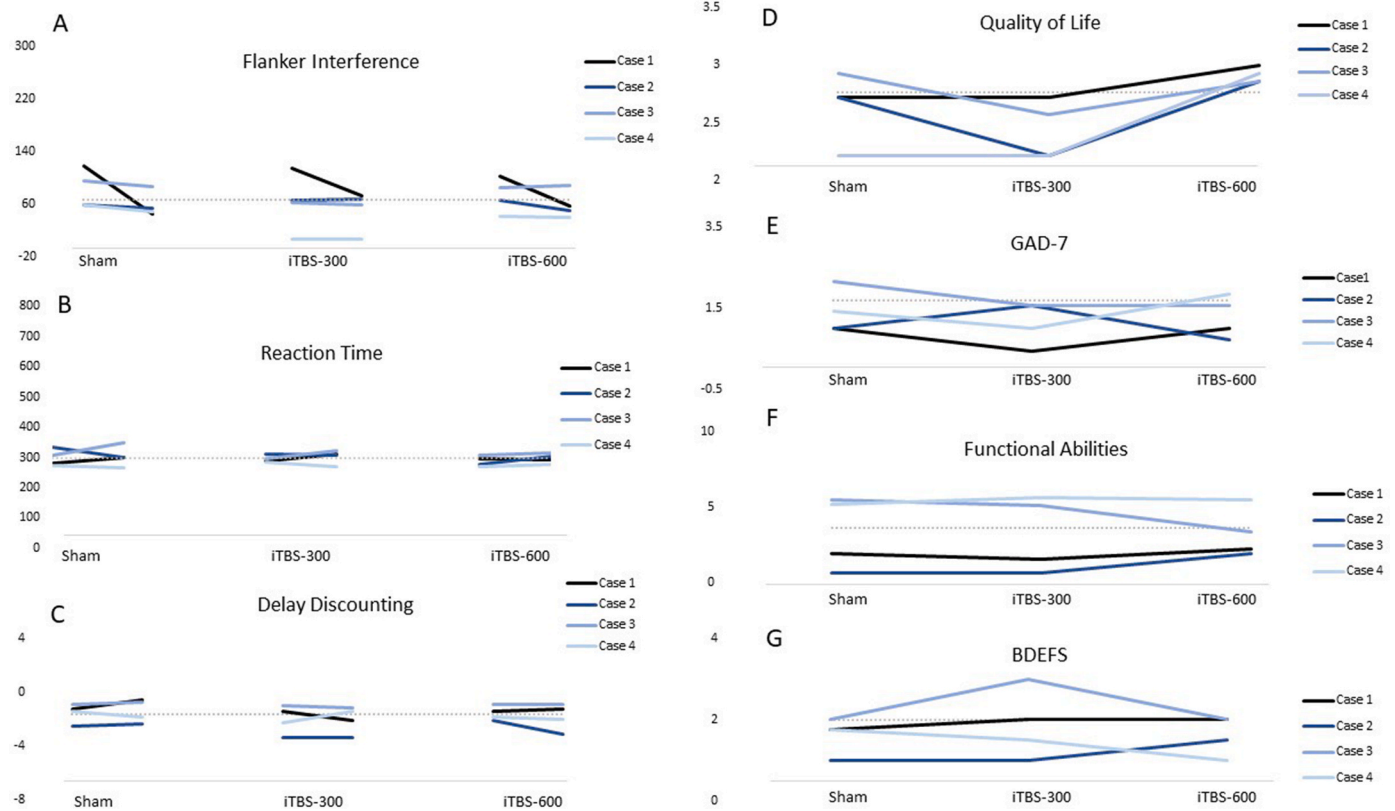 A
Flanker Interference
300
220
140
60
-20
Case 1
Case 2
Case 3
Case 4
Sham
iTBS-300
iTBS-600
B
Reaction Time
800
700
600
500
400
300
200
100
0
Case 1
Case 2
Case 3
Case 4
Sham
iTBS-300
iTBS-600
C
Delay Discounting
4
0
-4
-8
Case 1
Case 2
Case 3
Case 4
Sham
iTBS-300
iTBS-600
D
Quality of Life
3.5
3
2.5
2
Case 1
Case 2
Case 3
Case 4
Sham
iTBS-300
iTBS-600
E
GAD-7
3.5
1.5
-0.5
Case1
Case 2
Case 3
Case 4
Sham
iTBS-300
iTBS-600
F
Functional Abilities
10
5
0
Case 1
Case 2
Case 3
Case 4
Sham
iTBS-300
iTBS-600
G
BDEFS
4
2
0
Case 1
Case 2
Case 3
Case 4
Sham
iTBS-300
iTBS-600